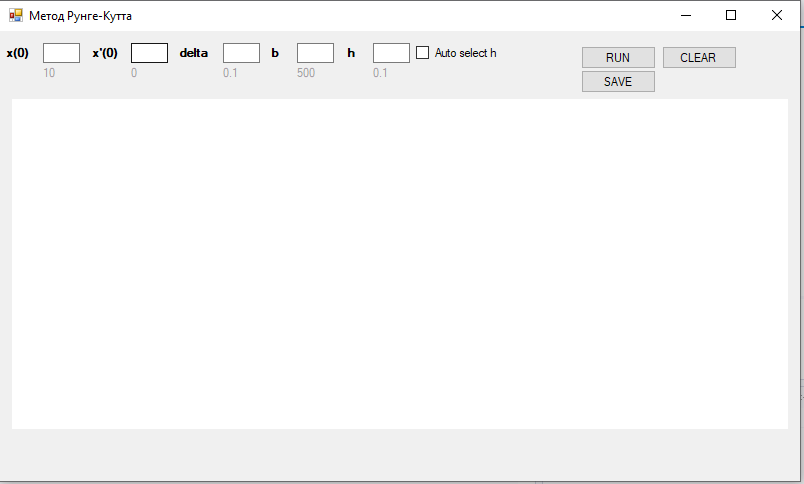 Метод Рунге-Кутта
x(0) x'(0) delta b h Auto select h RUN CLEAR
10 0 0.1 500 0.1 SAVE